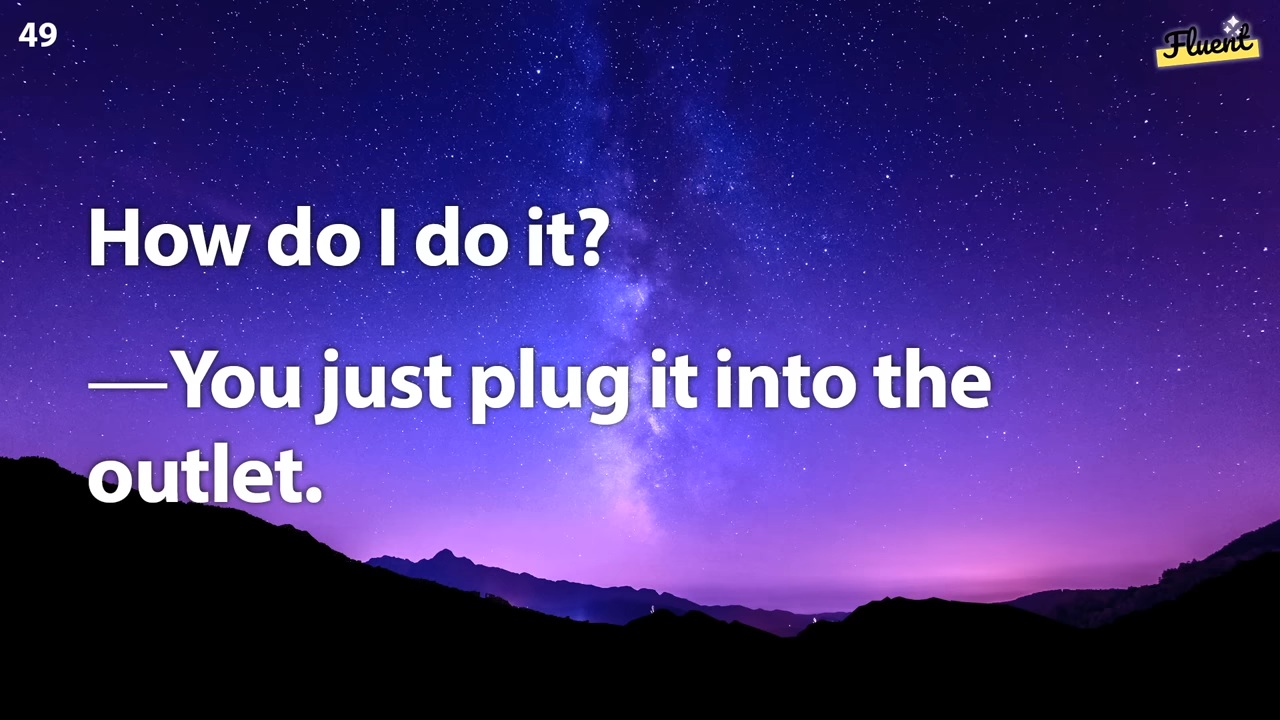 49
Fluent
How do I do it?
—You just plug it into the
outlet.